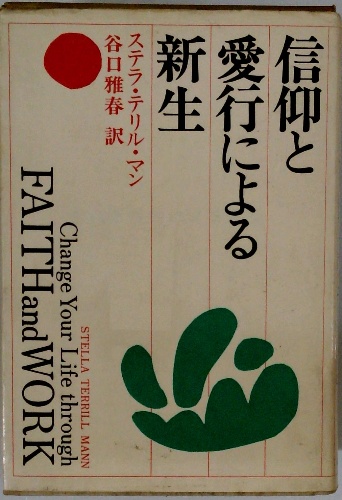 信仰と
愛行による
新生
ステラ・テリル・マン
谷口雅春 訳
Change Your Life through
FAITH and WORK
STELLA TERRILL MANN